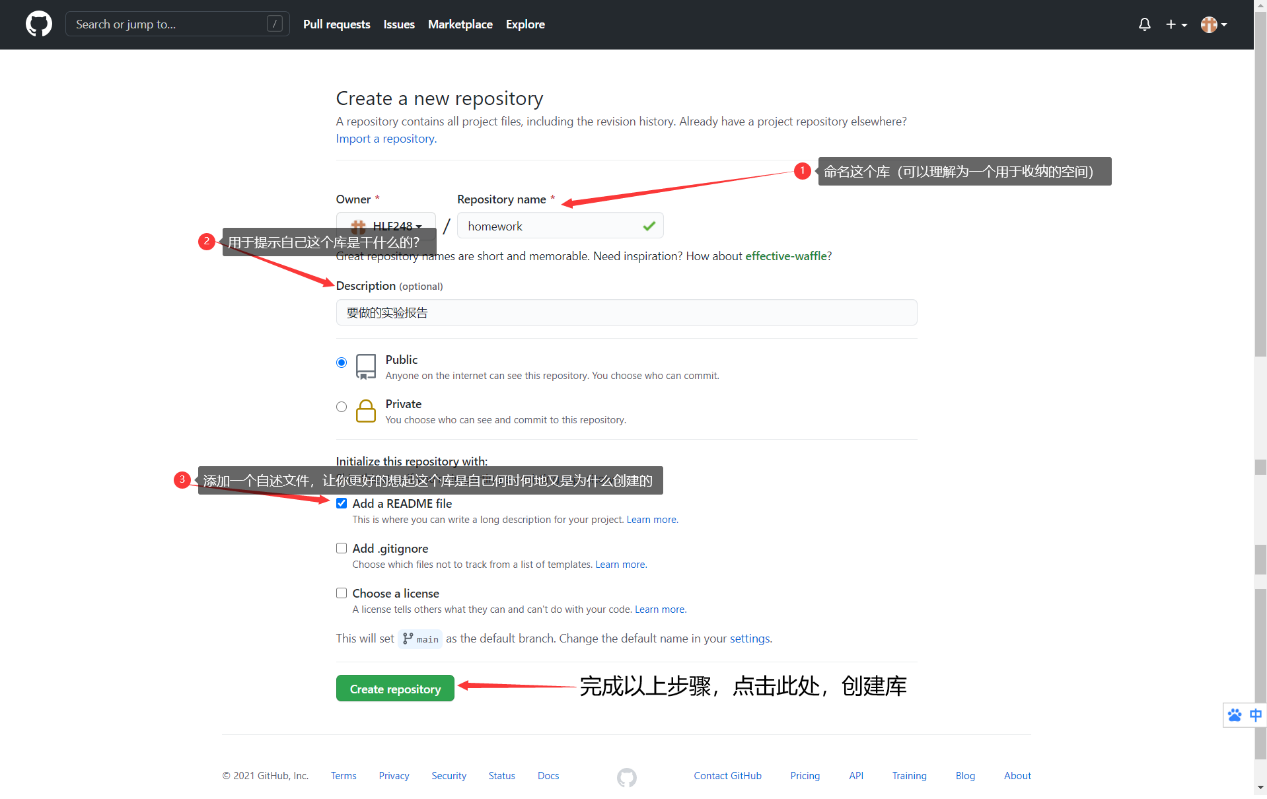 Search or jump to...
/
Pull requests
Issues
Marketplace
Explore
Create a new repository
A repository contains all project files, including the revision history. Already have a project repository elsewhere?
Import a repository.
1
命名这个库（可以理解为一个用于收纳的空间）
Owner *
Repository name *
HLF248
/
homework
2
用于提示自己这个库是干什么的?
Great repository names are short and memorable. Need inspiration? How about effective-waffle?
Description (optional)
要做的实验报告
Public
Anyone on the internet can see this repository. You choose who can commit.
Private
You choose who can see and commit to this repository.
Initialize this repository with:
3
添加一个自述文件，让你更好的想起这个库是自己何时何地又是为什么创建的
Add a README file
This is where you can write a long description for your project. Learn more.
Add .gitignore
Choose which files not to track from a list of templates. Learn more.
Choose a license
A license tells others what they can and can't do with your code. Learn more.
This will set main as the default branch. Change the default name in your settings.
Create repository
完成以上步骤，点击此处，创建库
中
© 2021 GitHub, Inc.
Terms
Privacy
Security
Status
Docs
Contact GitHub
Pricing
API
Training
Blog
About